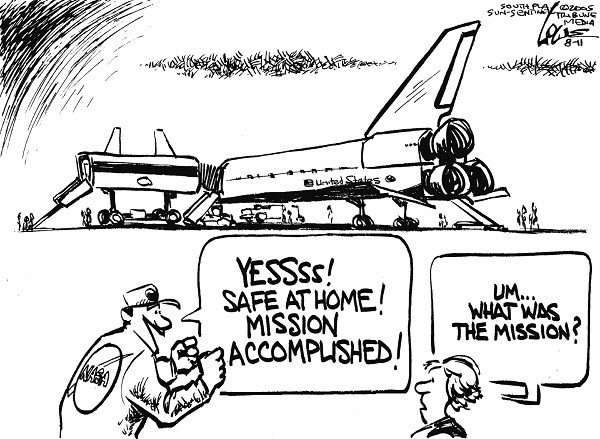 SOUTH FLA
SUN-SENTINEL
©2005
TRIBUNE
MEDIA
8-11
United States
YESSSs!
SAFE AT HOME!
MISSION
ACCOMPLISHED!
UM...
WHAT WAS
THE MISSION?
NASA